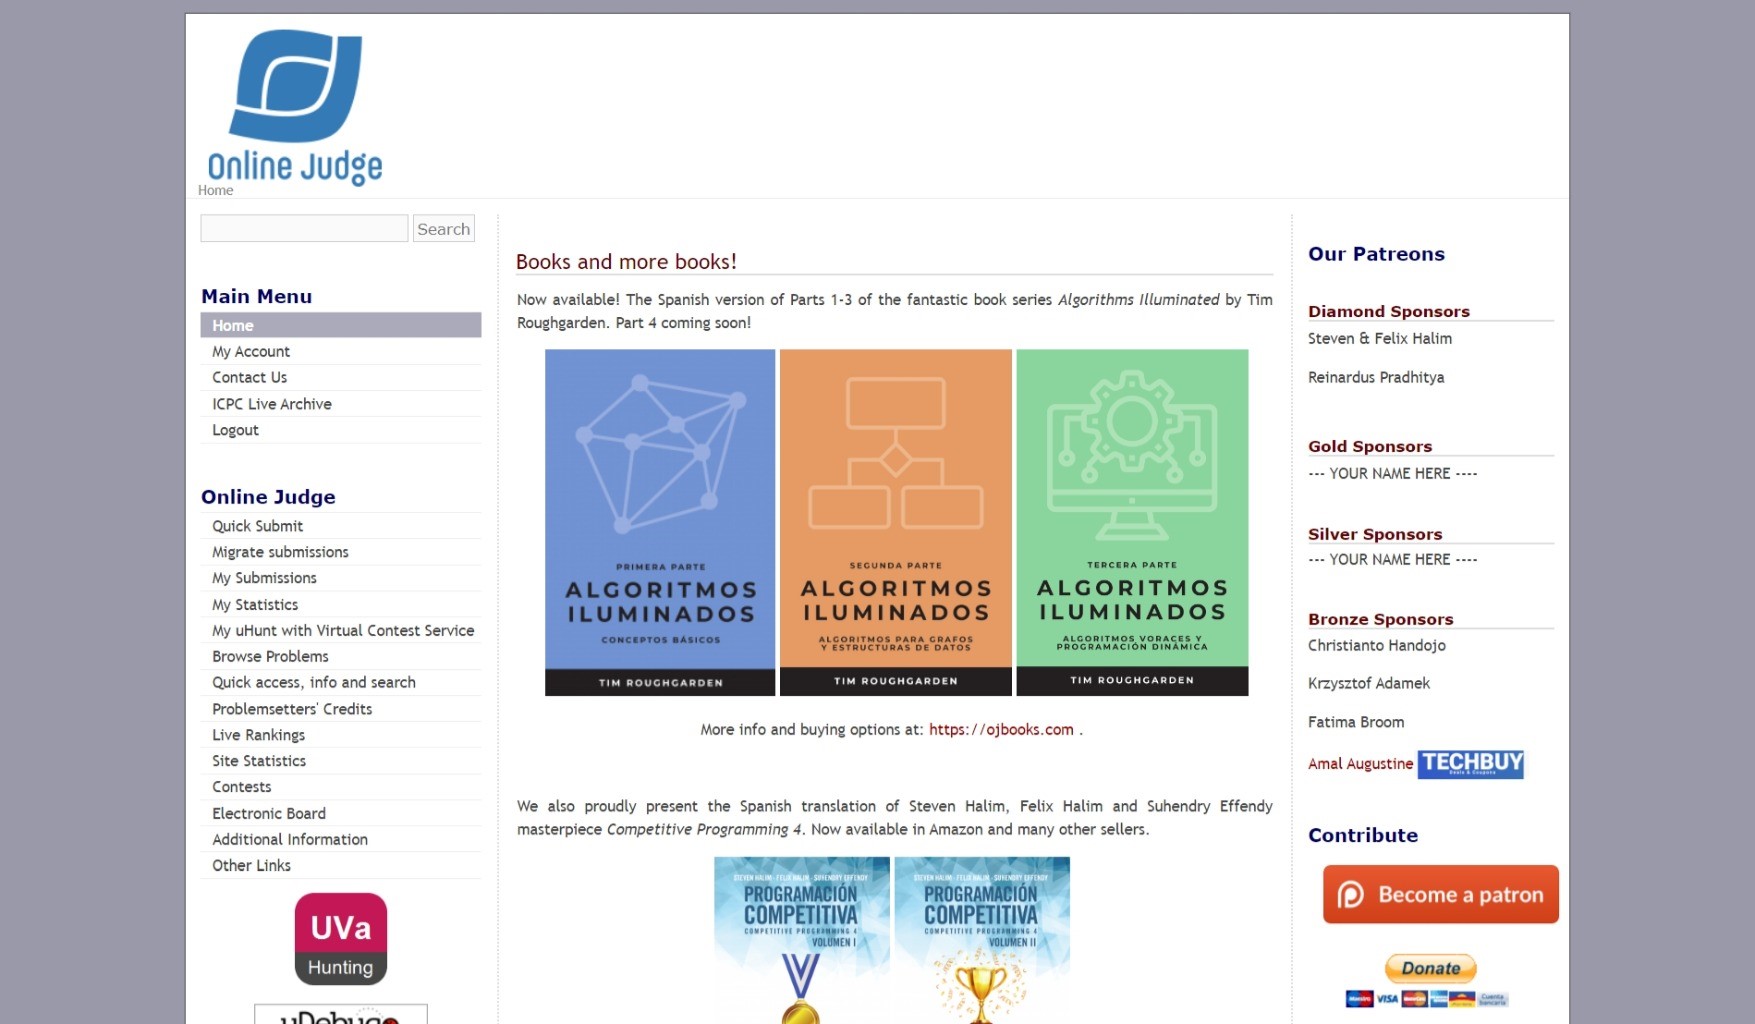 Online Judge
Home
Search
Main Menu
Home
My Account
Contact Us
ICPC Live Archive
Logout
Online Judge
Quick Submit
Migrate submissions
My Submissions
My Statistics
My uHunt with Virtual Contest Service
Browse Problems
Quick access, info and search
Problemsetters' Credits
Live Rankings
Site Statistics
Contests
Electronic Board
Additional Information
Other Links
UVa
Hunting
uDebug
Books and more books!
Now available! The Spanish version of Parts 1-3 of the fantastic book series Algorithms Illuminated by Tim
Roughgarden. Part 4 coming soon!
PRIMERA PARTE
ALGORITMOS
ILUMINADOS
CONCEPTOS BÁSICOS
TIM ROUGHGARDEN
SEGUNDA PARTE
ALGORITMOS
ILUMINADOS
ALGORITMOS PARA GRAFOS
Y ESTRUCTURAS DE DATOS
TIM ROUGHGARDEN
TERCERA PARTE
ALGORITMOS
ILUMINADOS
ALGORITMOS VORACES Y
PROGRAMACIÓN DINÁMICA
TIM ROUGHGARDEN
More info and buying options at: https://ojbooks.com .
We also proudly present the Spanish translation of Steven Halim, Felix Halim and Suhendry Effendy
masterpiece Competitive Programming 4. Now available in Amazon and many other sellers.
STEVEN HALIM - FELIX HALIM - SUHENDRY EFFENDY
PROGRAMACIÓN
COMPETITIVA
COMPETITIVE PROGRAMMING 4
VOLUMEN I
STEVEN HALIM - FELIX HALIM - SUHENDRY EFFENDY
PROGRAMACIÓN
COMPETITIVA
COMPETITIVE PROGRAMMING 4
VOLUMEN II
Our Patreons
Diamond Sponsors
Steven & Felix Halim
Reinardus Pradhitya
Gold Sponsors
--- YOUR NAME HERE ----
Silver Sponsors
--- YOUR NAME HERE ----
Bronze Sponsors
Christianto Handojo
Krzysztof Adamek
Fatima Broom
Amal Augustine TECHBUY
Deals & Coupons
Contribute
Become a patron
Donate
VISA
Cuenta
bancaria